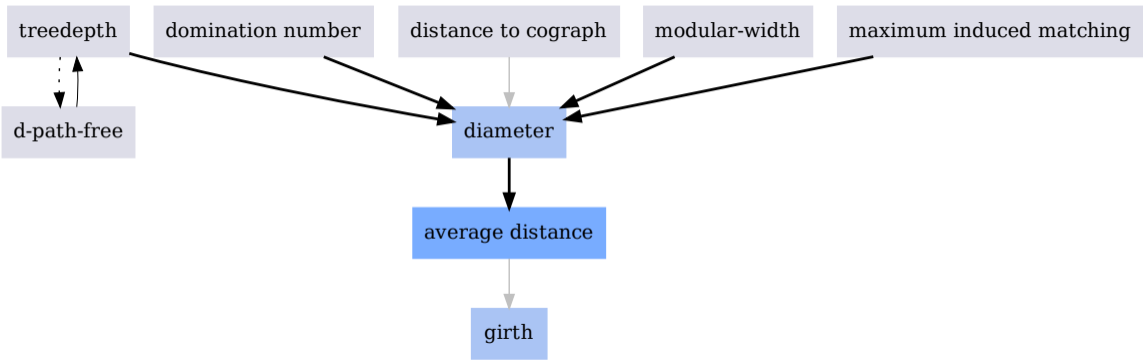 treedepth
domination number
distance to cograph
modular-width
maximum induced matching
d-path-free
diameter
average distance
girth